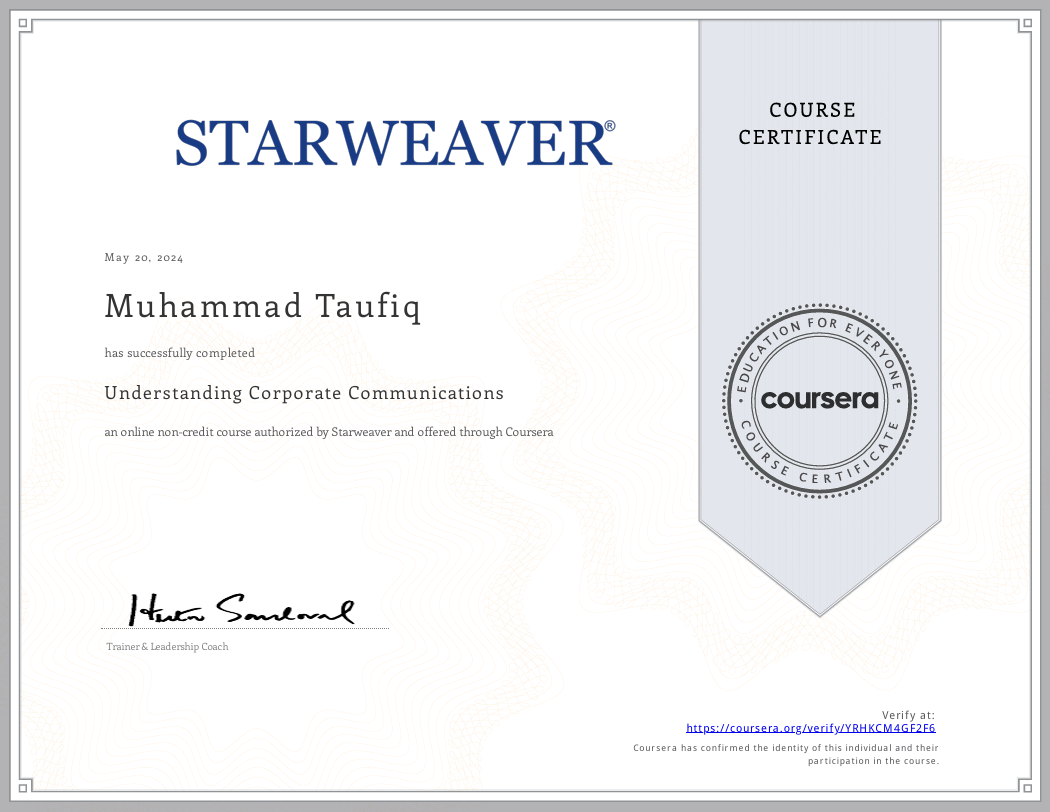 STARWEAVER®
COURSE
CERTIFICATE
May 20, 2024
Muhammad Taufiq
has successfully completed
Understanding Corporate Communications
an online non-credit course authorized by Starweaver and offered through Coursera
EDUCATION FOR EVERYONE
coursera
COURSE CERTIFICATE
Trainer & Leadership Coach
Verify at:
https://coursera.org/verify/YRHKCM4GF2F6
Coursera has confirmed the identity of this individual and their
participation in the course.